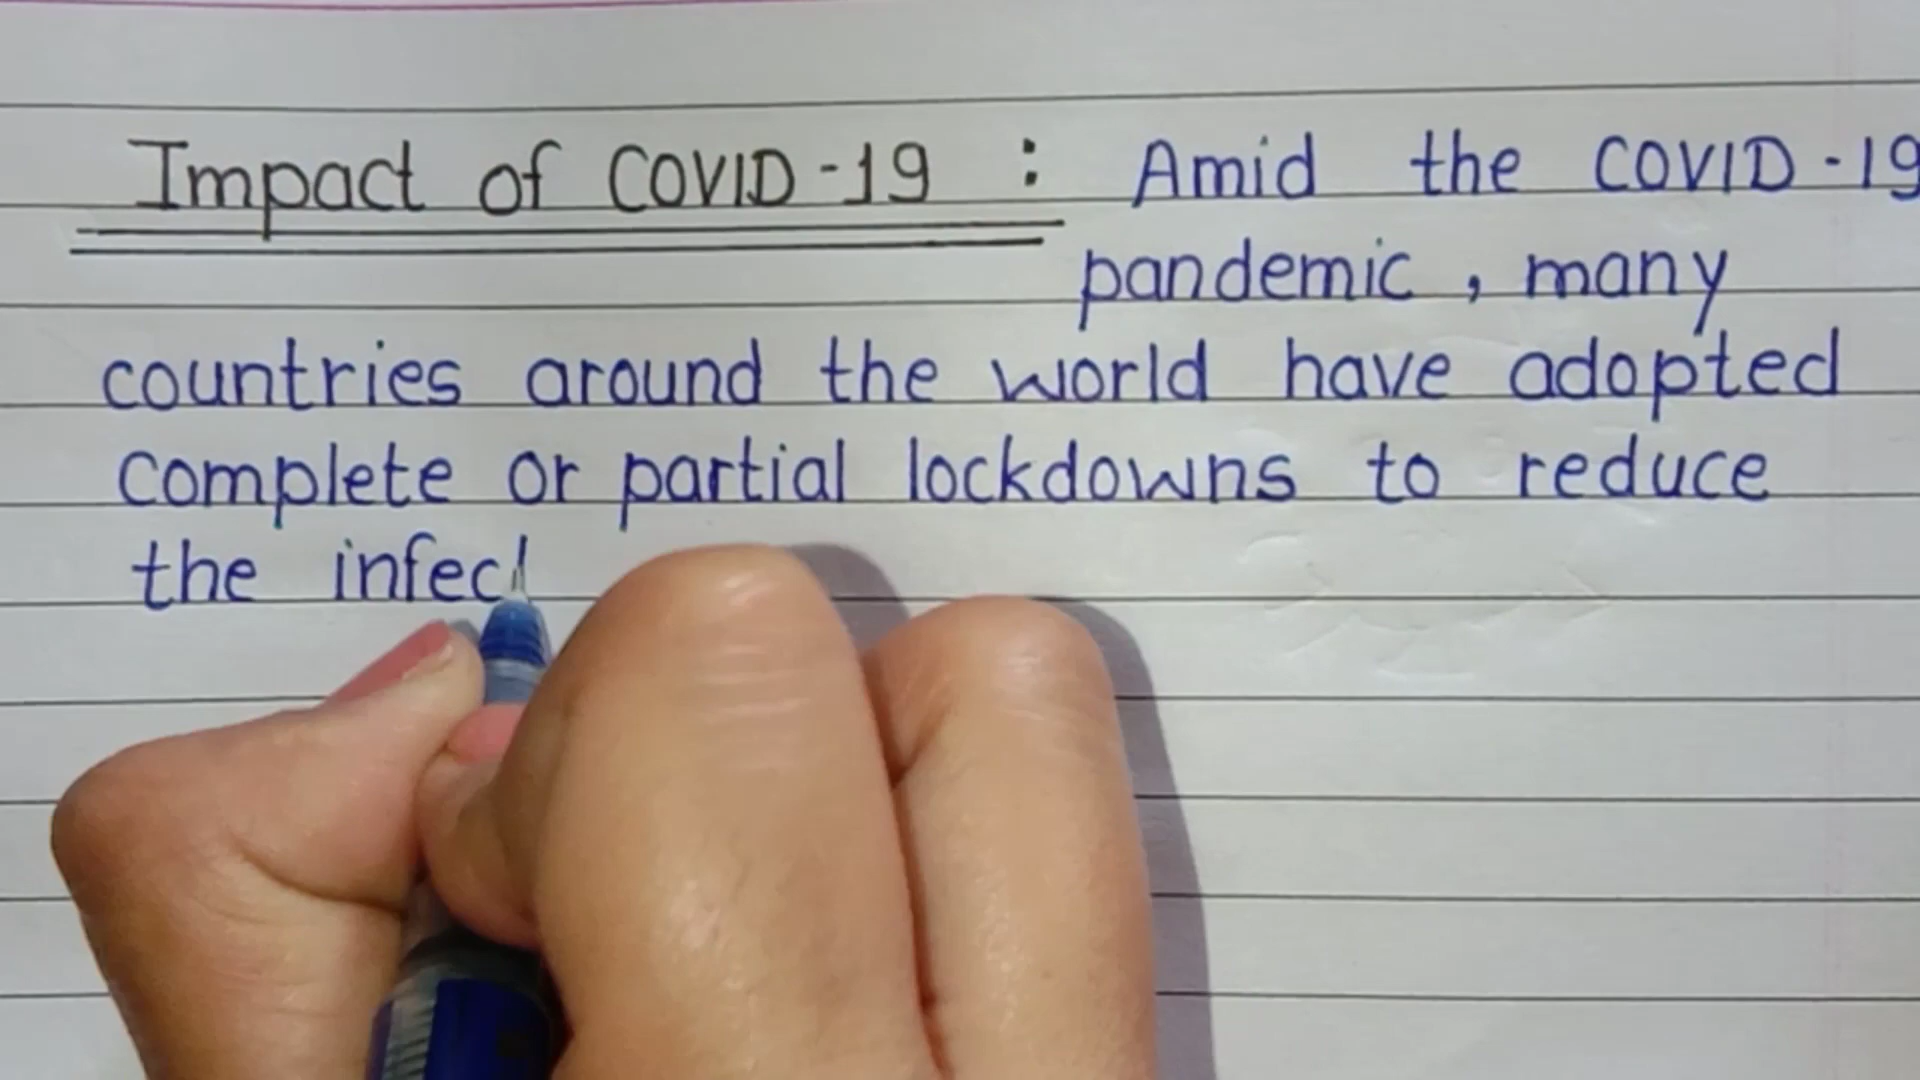 Impact of COVID-19 : Amid the COVID-19
pandemic, many
countries around the world have adopted
complete or partial lockdowns to reduce
the infec